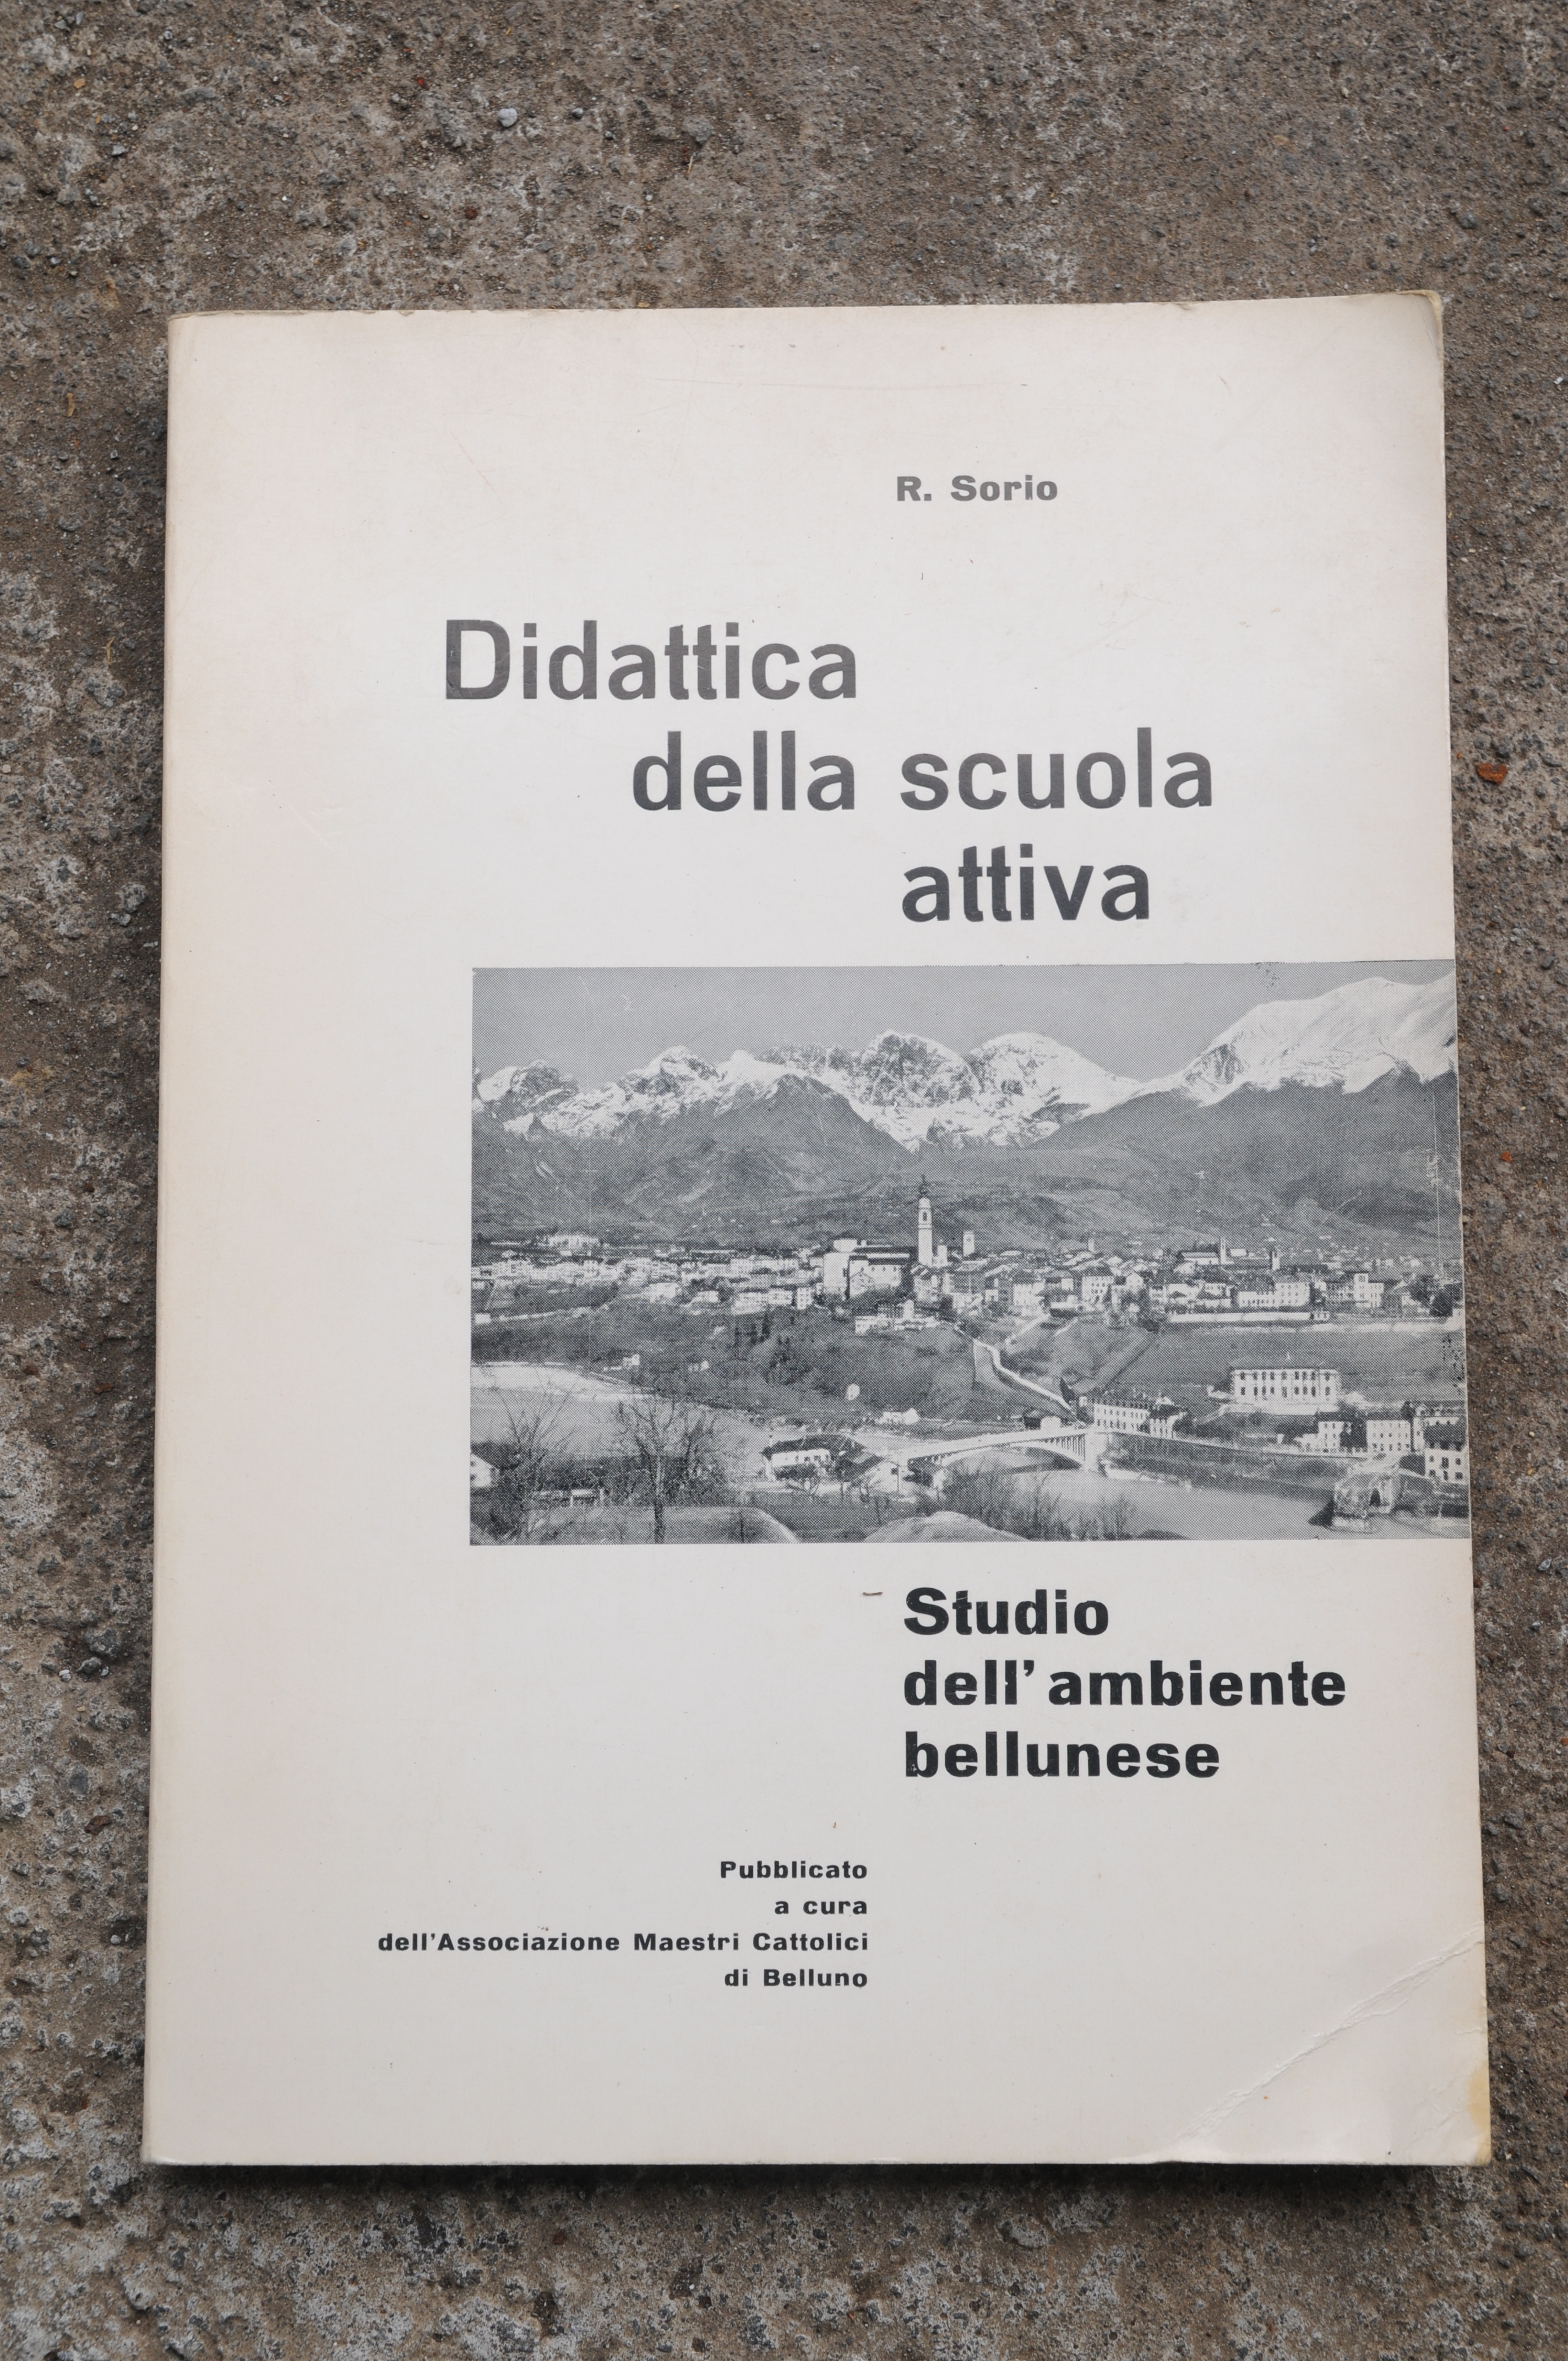 R. Sorio
Didattica
della scuola
attiva
Studio
dell'ambiente
bellunese
Pubblicato
a cura
dell'Associazione Maestri Cattolici
di Belluno